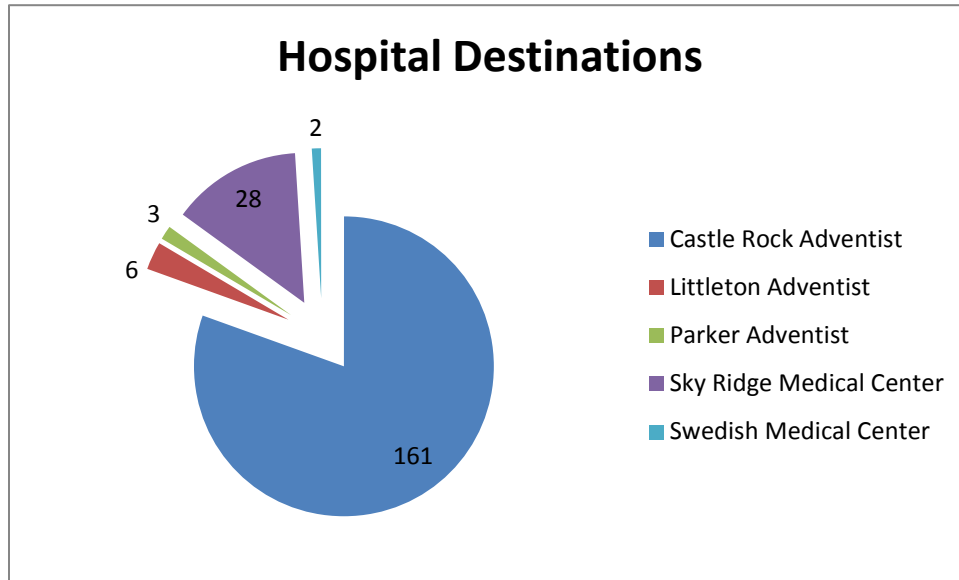 Hospital Destinations
2
28
3
6
161
Castle Rock Adventist
Littleton Adventist
Parker Adventist
Sky Ridge Medical Center
Swedish Medical Center